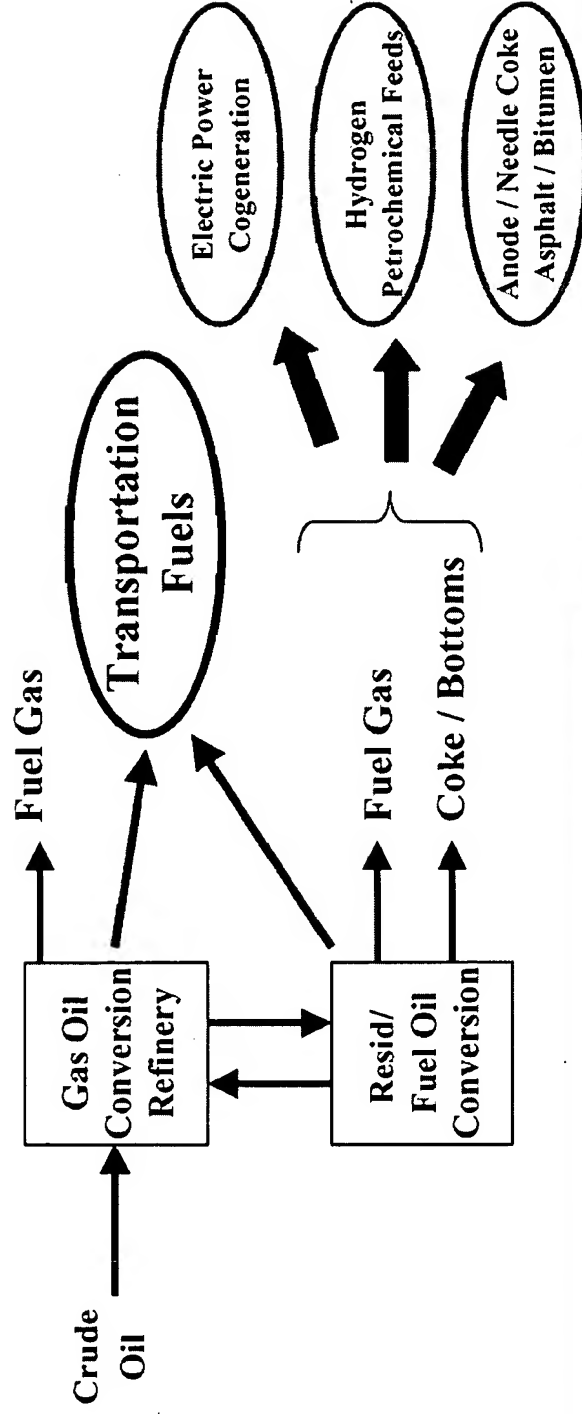 Crude
Oil
Gas Oil
Conversion
Refinery
Fuel Gas
Transportation
Fuels
Resid/
Fuel Oil
Conversion
Fuel Gas
Coke / Bottoms
Electric Power
Cogeneration
Hydrogen
Petrochemical Feeds
Anode / Needle Coke
Asphalt / Bitumen